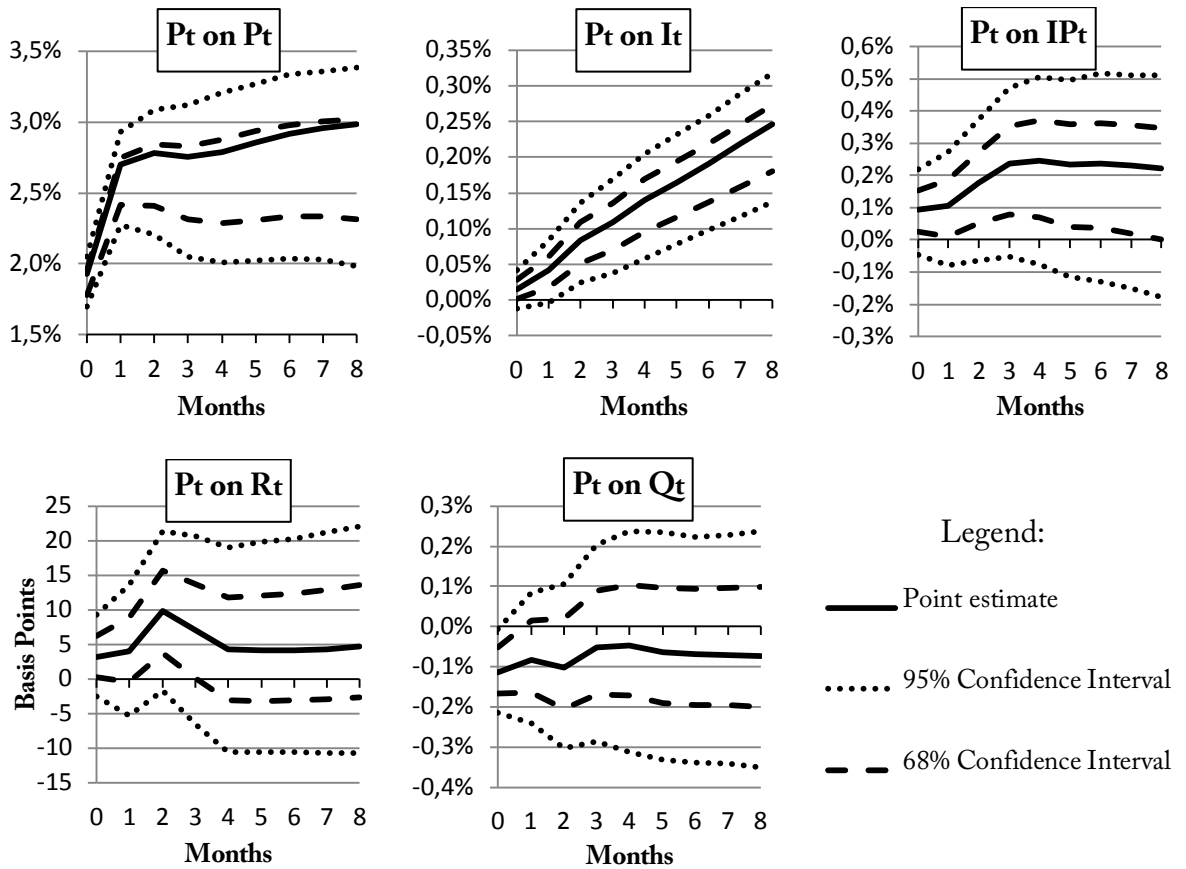 Pt on Pt
3,5%
3,0%
2,5%
2,0%
1,5%
0 1 2 3 4 5 6 7 8
Months
Pt on It
0,35%
0,30%
0,25%
0,20%
0,15%
0,10%
0,05%
0,00%
-0,05%
0 1 2 3 4 5 6 7 8
Months
Pt on IPt
0,6%
0,5%
0,4%
0,3%
0,2%
0,1%
0,0%
-0,1%
-0,2%
-0,3%
0 1 2 3 4 5 6 7 8
Months
Pt on Rt
25
20
15
10
5
0
-5
-10
-15
Basis Points
0 1 2 3 4 5 6 7 8
Months
Pt on Qt
0,3%
0,2%
0,1%
0,0%
-0,1%
-0,2%
-0,3%
-0,4%
0 1 2 3 4 5 6 7 8
Months
Legend:
Point estimate
95% Confidence Interval
68% Confidence Interval